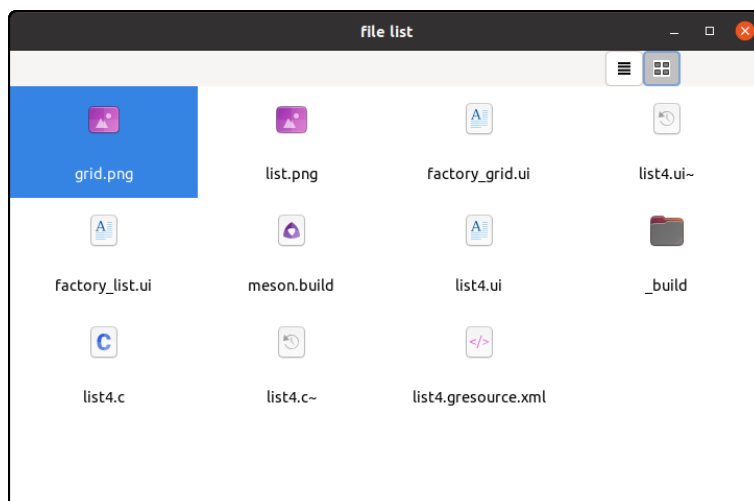 file list
grid.png
list.png
factory_grid.ui
list4.ui~
factory_list.ui
meson.build
list4.ui
_build
list4.c
list4.c~
list4.gresource.xml